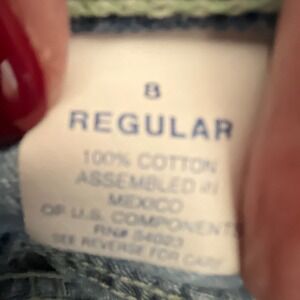 8
REGULAR
100% COTTON
ASSEMBLED in
MEXICO
OF U.S. COMPONENTS
RN# 54023
SEE REVERSE FOR CARE